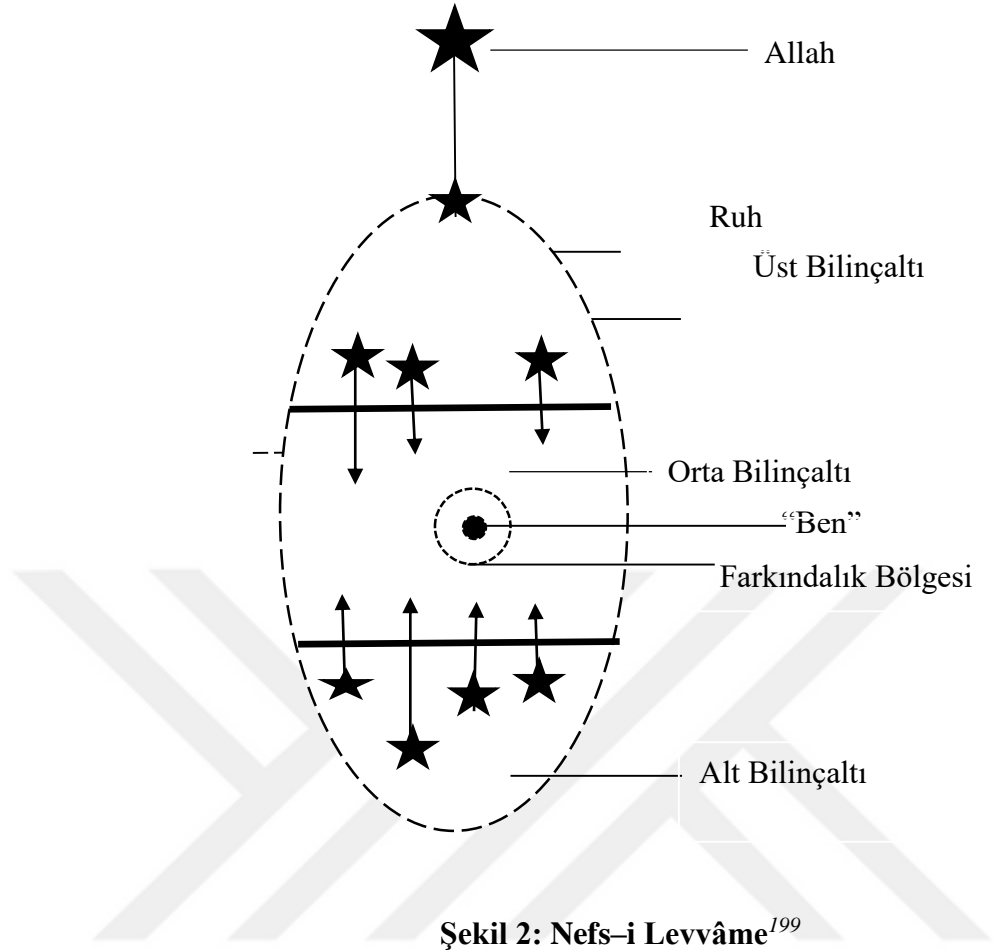 Allah
Ruh
Üst Bilinçaltı
Orta Bilinçaltı
“Ben”
Farkındalık Bölgesi
Alt Bilinçaltı
Şekil 2: Nefs–i Levvâme199